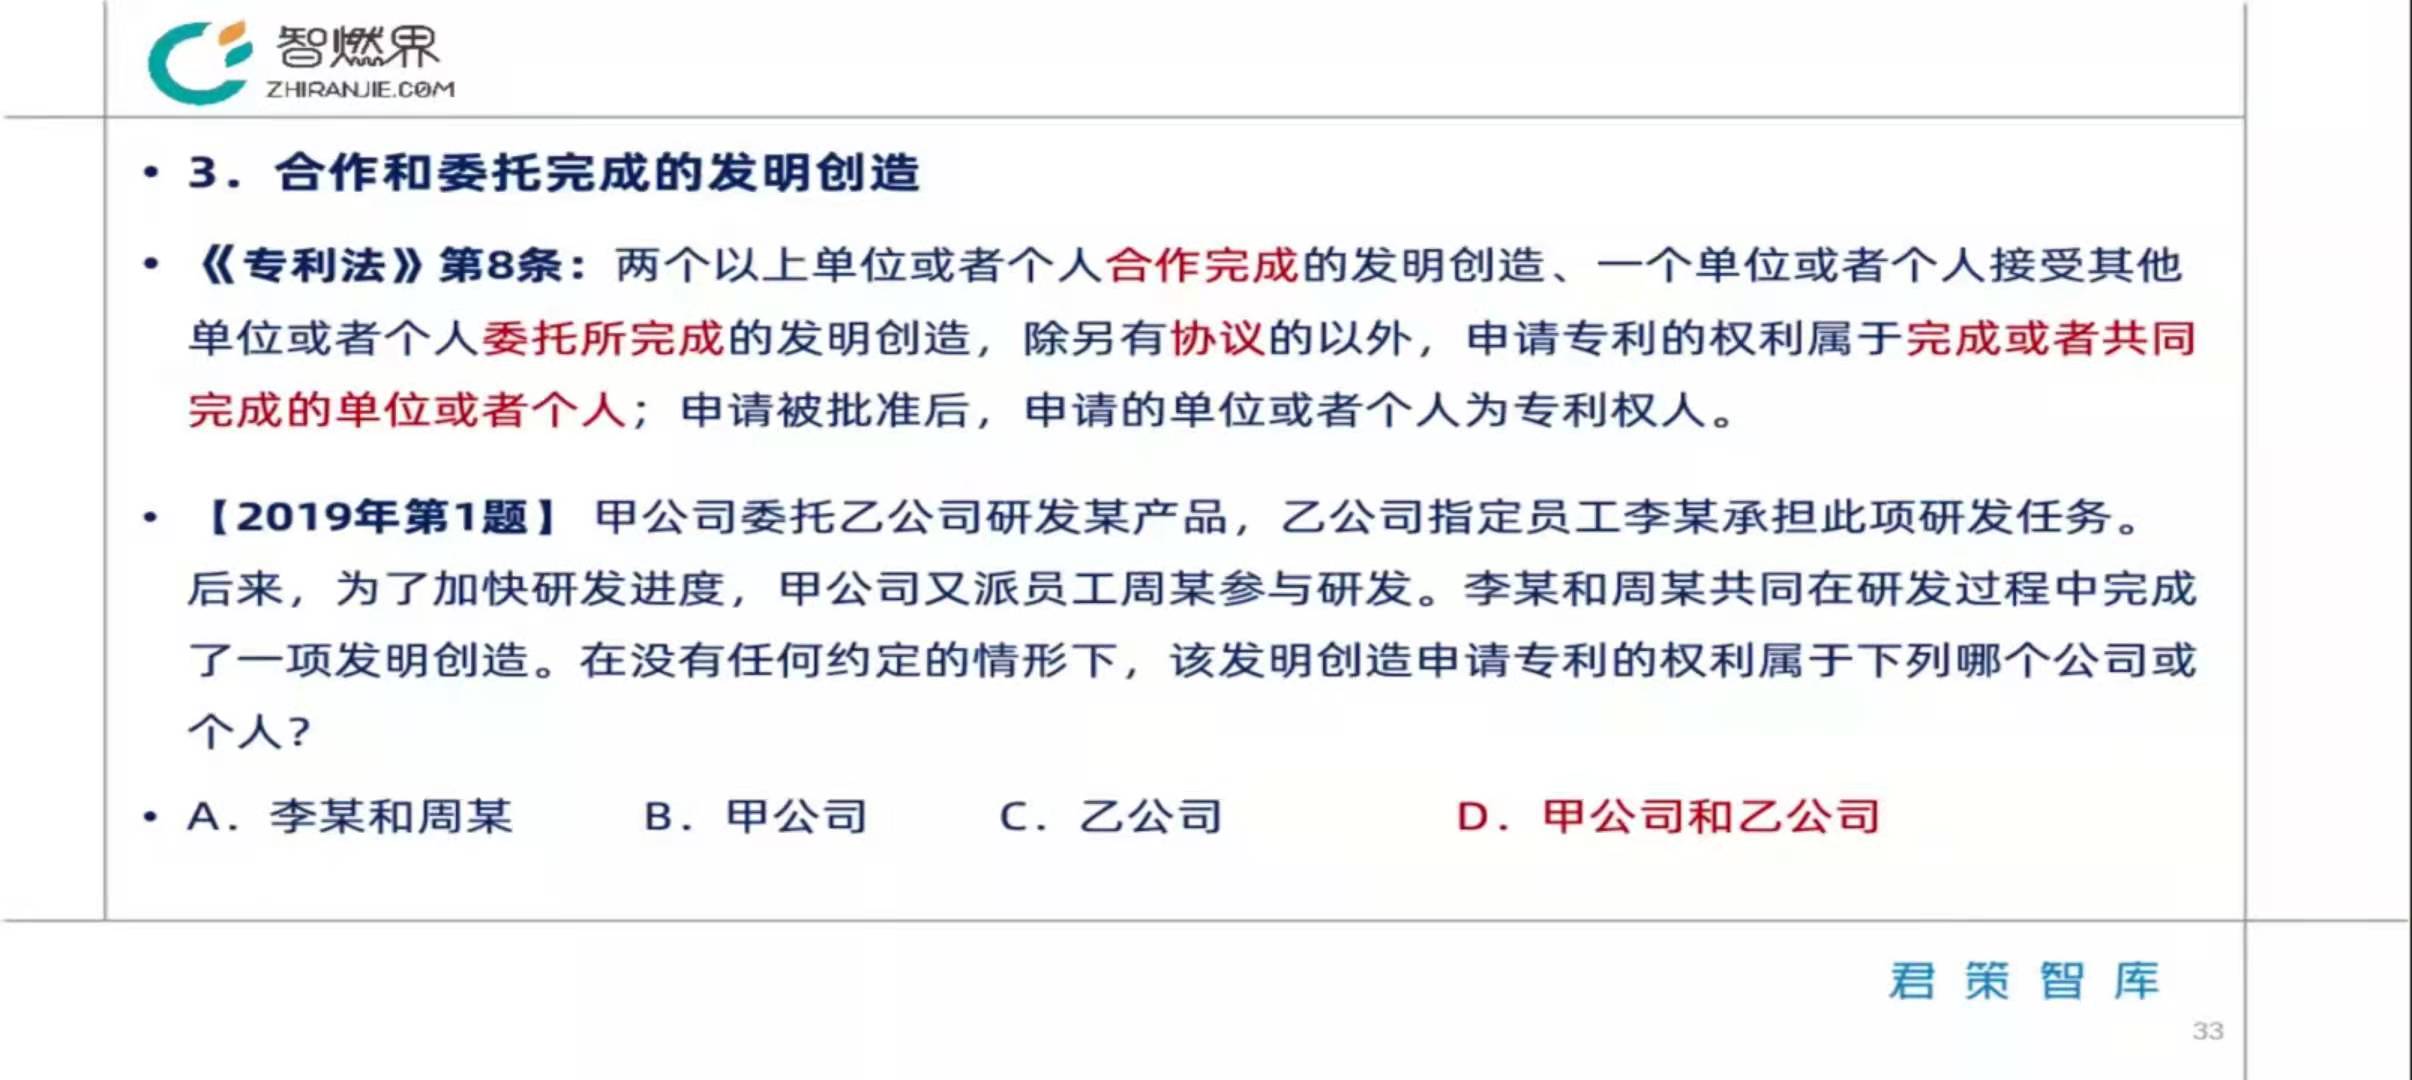 智燃界
ZHIRANJIE.COM
• 3．合作和委托完成的发明创造
• 《专利法》第8条：两个以上单位或者个人合作完成的发明创造、一个单位或者个人接受其他
单位或者个人委托所完成的发明创造，除另有协议的以外，申请专利的权利属于完成或者共同
完成的单位或者个人；申请被批准后，申请的单位或者个人为专利权人。
• 【2019年第1题】 甲公司委托乙公司研发某产品，乙公司指定员工李某承担此项研发任务。
后来，为了加快研发进度，甲公司又派员工周某参与研发。李某和周某共同在研发过程中完成
了一项发明创造。在没有任何约定的情形下，该发明创造申请专利的权利属于下列哪个公司或
个人？
• A．李某和周某 B．甲公司 C．乙公司 D．甲公司和乙公司
君策智库
33